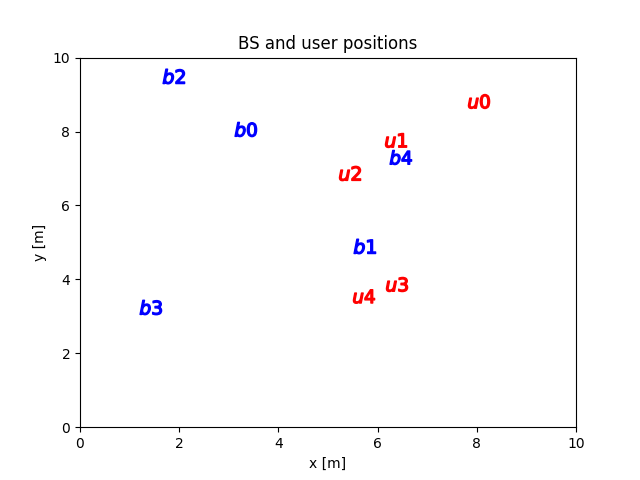 BS and user positions
10
b2
u0
8
b0
u1
b4
u2
6
b1
4
u3
u4
b3
2
0
0 2 4 6 8 10
y [m]
x [m]